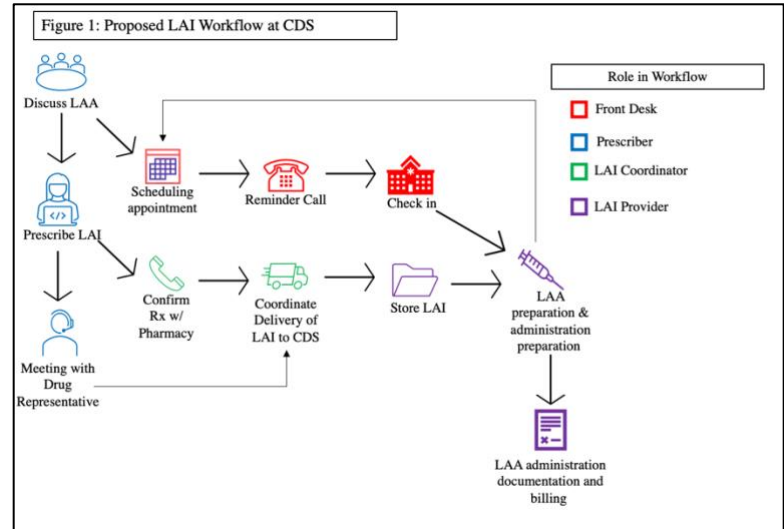 Figure 1: Proposed LAI Workflow at CDS
Role in Workflow
Front Desk
Prescriber
LAI Coordinator
LAI Provider
Discuss LAA
Scheduling
appointment
Reminder Call
Check in
Prescribe LAI
Confirm
Rx w/
Pharmacy
Coordinate
Delivery of
LAI to CDS
Store LAI
LAA
preparation &
administration
preparation
Meeting with
Drug
Representative
LAA administration
documentation and
billing